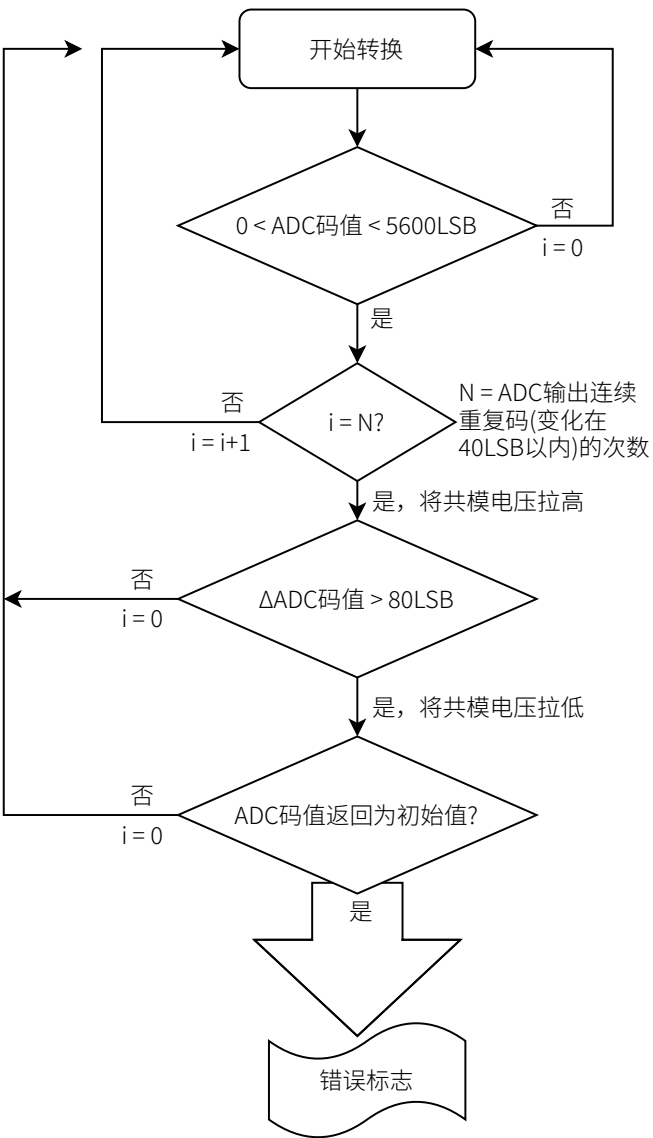 开始转换
0 < ADC码值 < 5600LSB
否
i = 0
是
i = N?
否
i = i+1
N = ADC输出连续
重复码(变化在
40LSB以内)的次数
是，将共模电压拉高
ΔADC码值 > 80LSB
否
i = 0
是，将共模电压拉低
ADC码值返回为初始值?
否
i = 0
是
错误标志